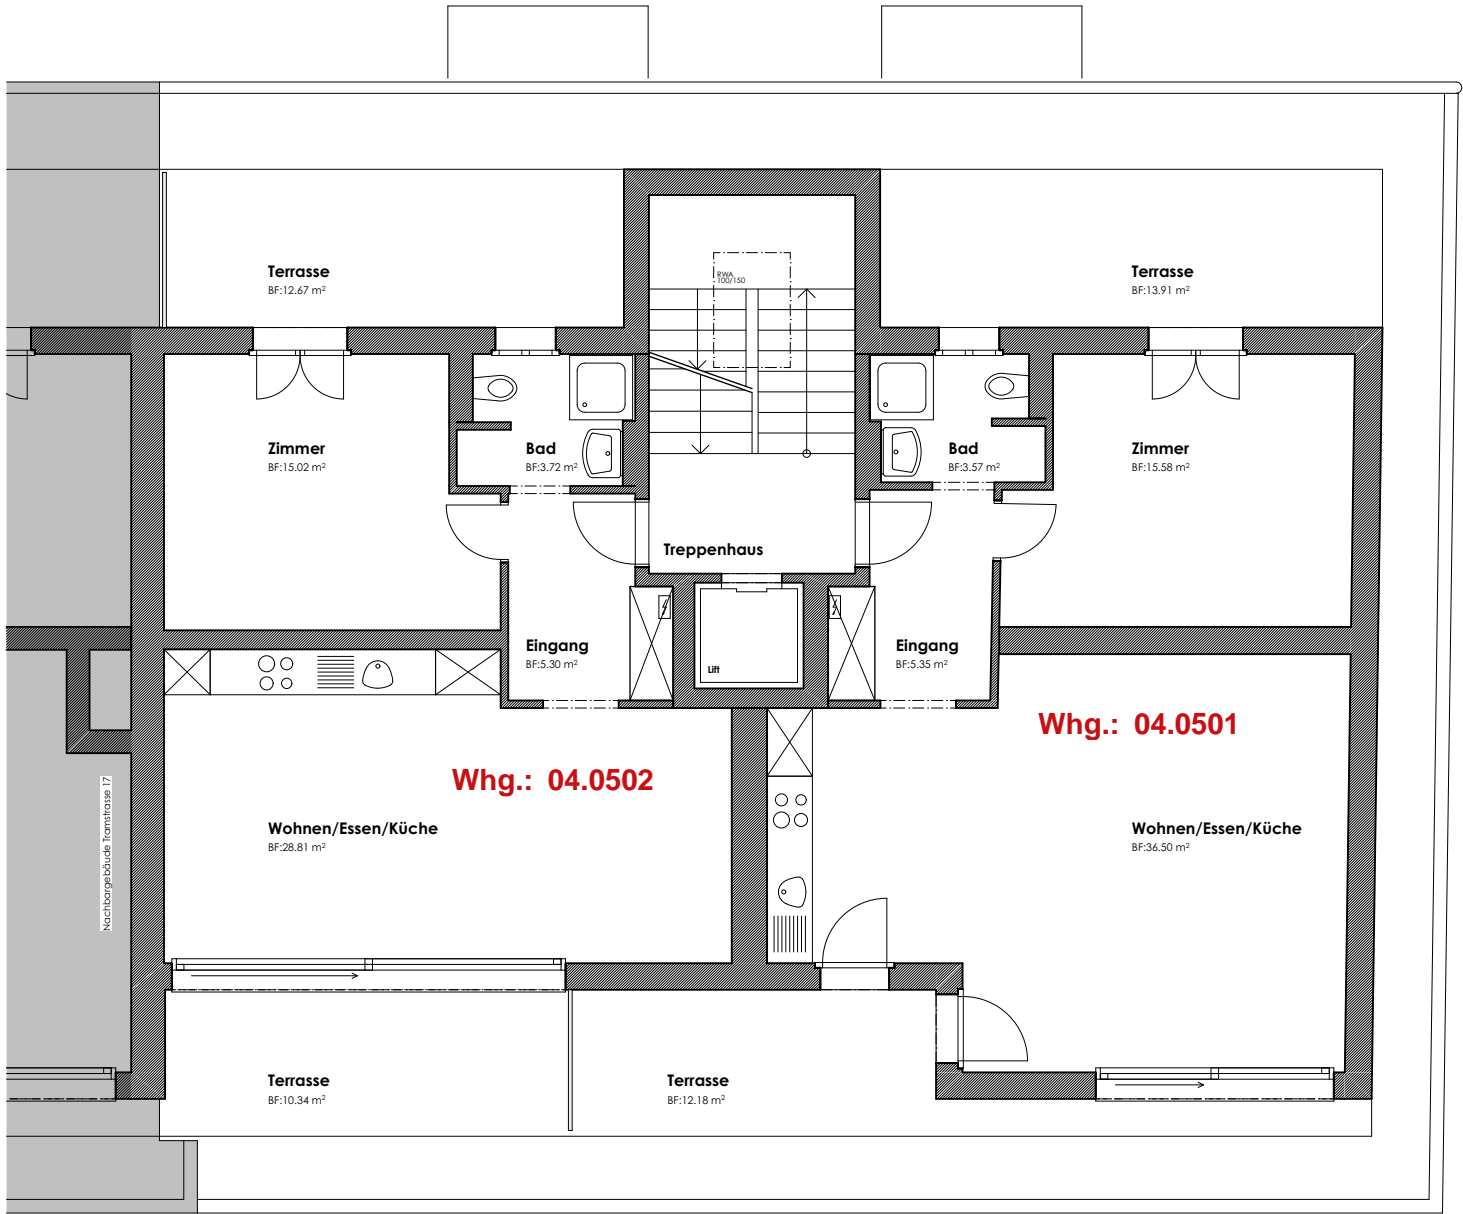 RWA
100/150
Terrasse
BF:12.67 m²
Terrasse
BF:13.91 m²
Zimmer
BF:15.02 m²
Bad
BF:3.72 m²
Bad
BF:3.57 m²
Zimmer
BF:15.58 m²
Treppenhaus
Eingang
BF:5.30 m²
Lift
Eingang
BF:5.35 m²
Whg.: 04.0501
Whg.: 04.0502
Nachbargebäude Tramstrasse 17
Wohnen/Essen/Küche
BF:28.81 m²
Wohnen/Essen/Küche
BF:36.50 m²
Terrasse
BF:10.34 m²
Terrasse
BF:12.18 m²